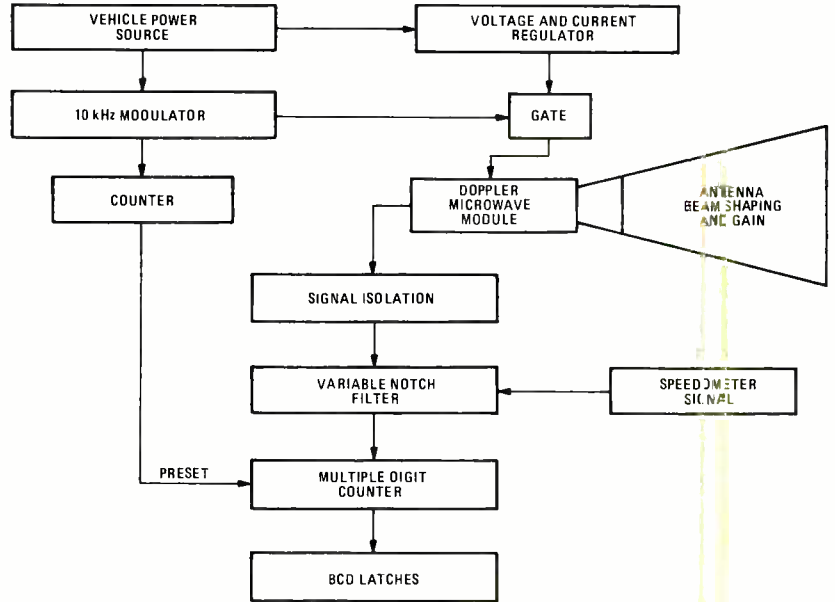 VEHICLE POWER
SOURCE
VOLTAGE AND CURRENT
REGULATOR
10 kHz MODULATOR
GATE
COUNTER
DOPPLER
MICROWAVE
MODULE
ANTENNA
BEAM SHAPING
AND GAIN
SIGNAL ISOLATION
VARIABLE NOTCH
FILTER
SPEEDOMETER
SIGNAL
PRESET
MULTIPLE DIGIT
COUNTER
BCD LATCHES